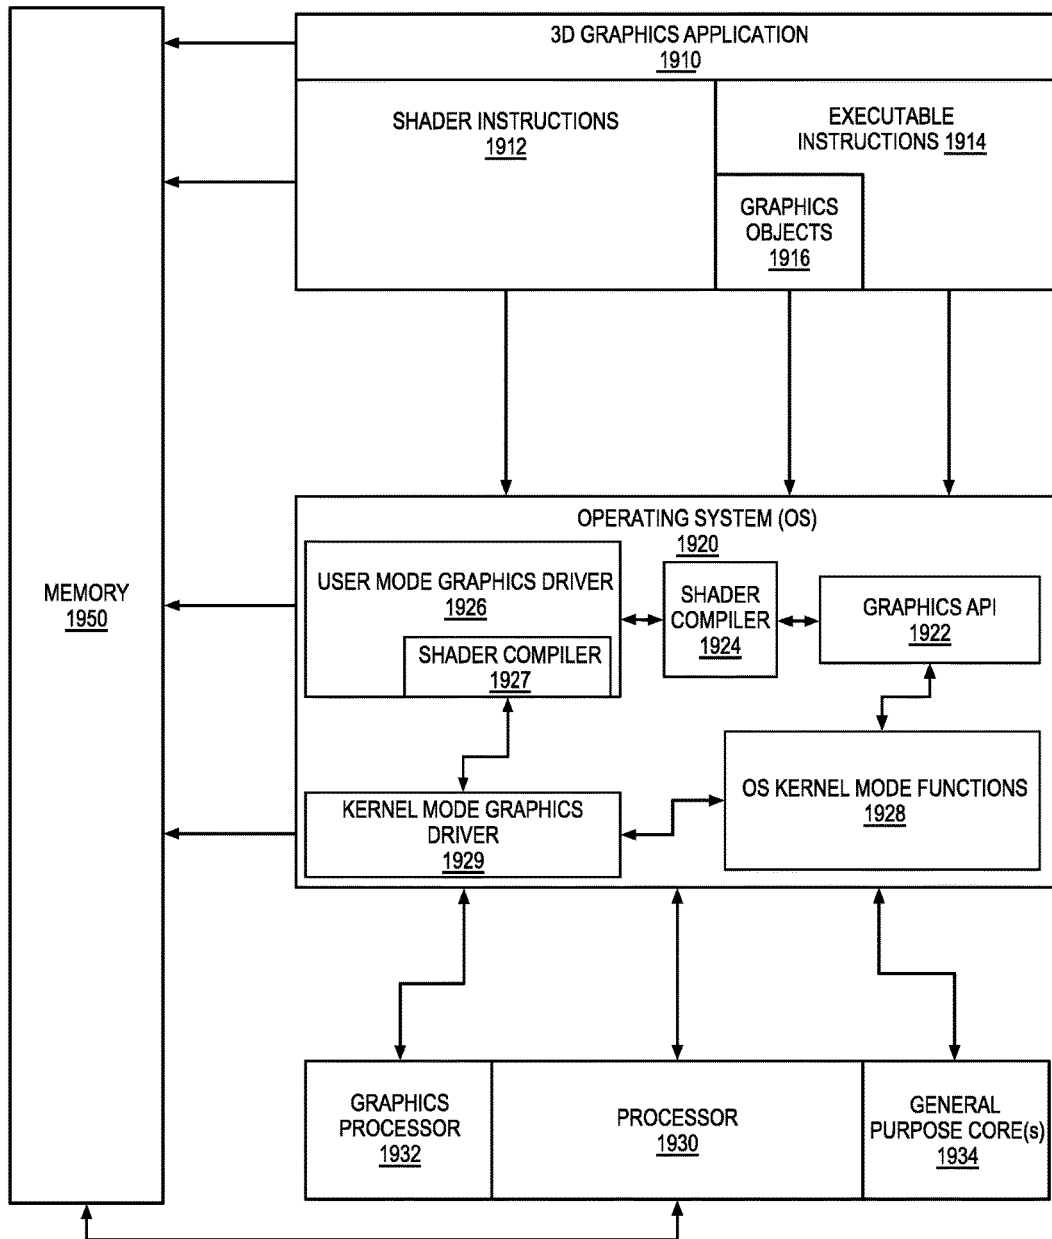 3D GRAPHICS APPLICATION
1910
SHADER INSTRUCTIONS
1912
EXECUTABLE
INSTRUCTIONS 1914
GRAPHICS
OBJECTS
1916
MEMORY
1950
OPERATING SYSTEM (OS)
1920
USER MODE GRAPHICS DRIVER
1926
SHADER COMPILER
1927
SHADER
COMPILER
1924
GRAPHICS API
1922
KERNEL MODE GRAPHICS
DRIVER
1929
OS KERNEL MODE FUNCTIONS
1928
GRAPHICS
PROCESSOR
1932
PROCESSOR
1930
GENERAL
PURPOSE CORE(s)
1934